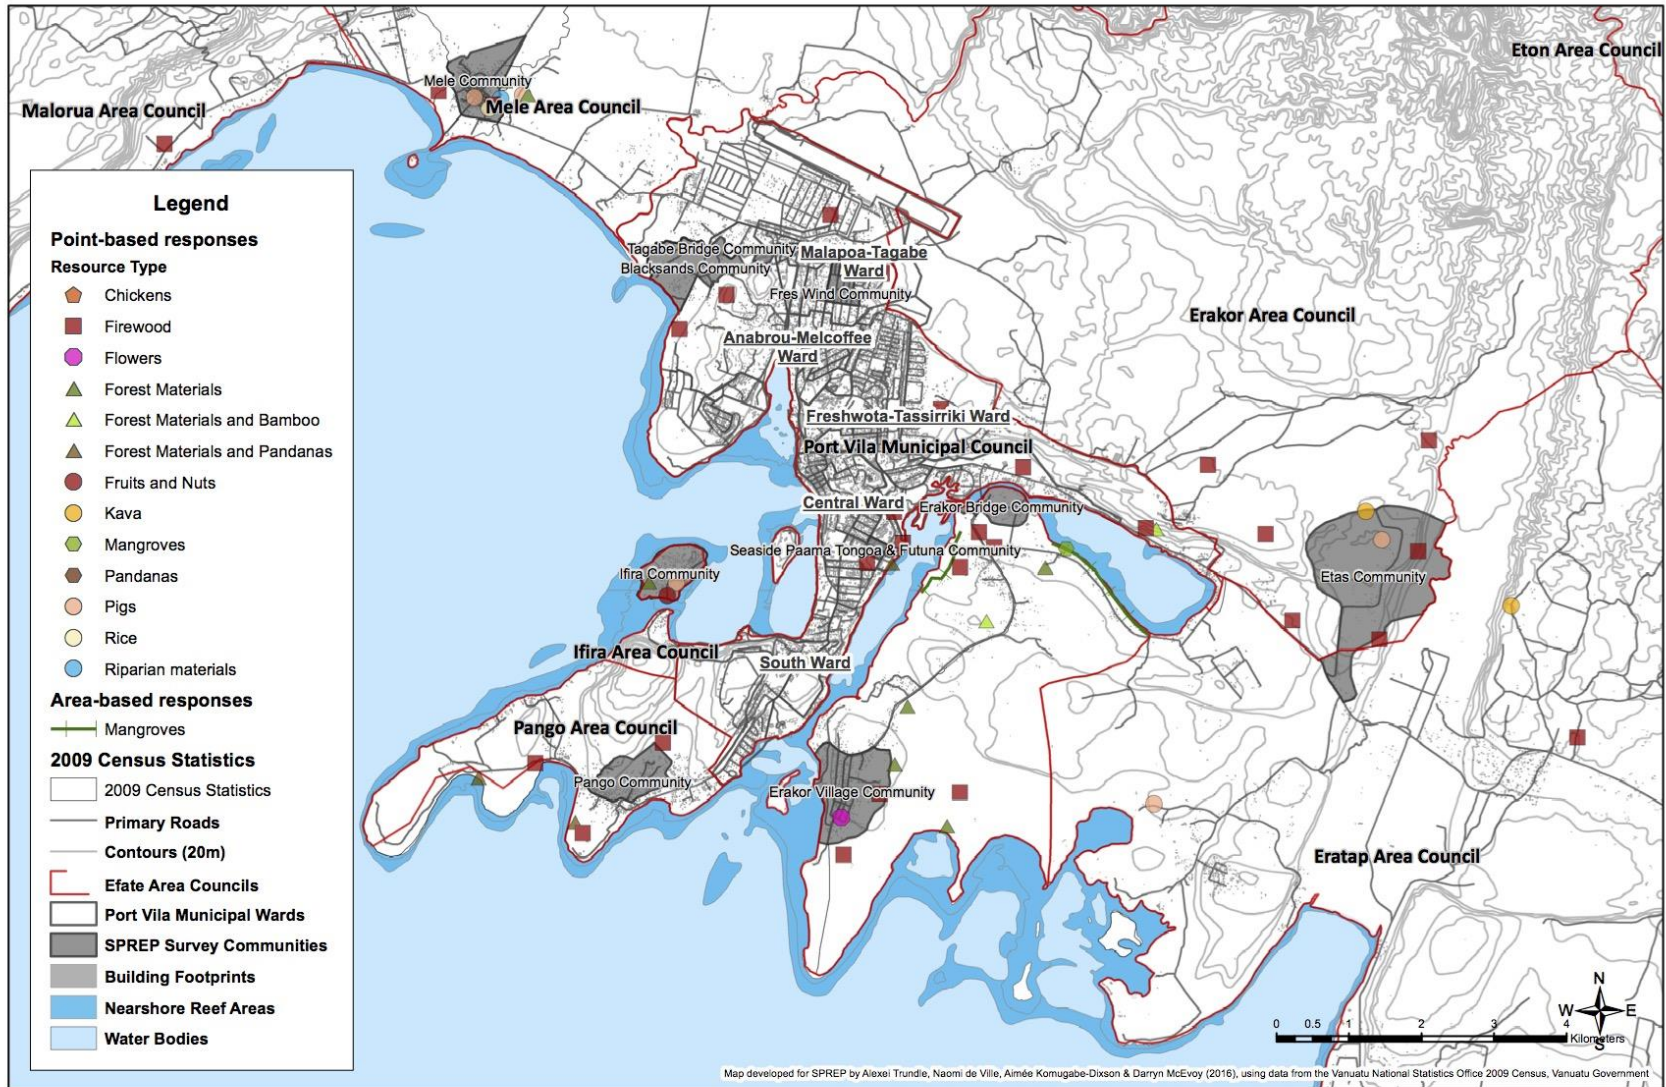 Eton Area Council
Mele Community
Mele Area Council
Malorua Area Council
Legend
Point-based responses
Resource Type
Chickens
Firewood
Flowers
Forest Materials
Forest Materials and Bamboo
Forest Materials and Pandanas
Fruits and Nuts
Kava
Mangroves
Pandanas
Pigs
Rice
Riparian materials
Area-based responses
Mangroves
2009 Census Statistics
2009 Census Statistics
Primary Roads
Contours (20m)
Efate Area Councils
Port Vila Municipal Wards
SPREP Survey Communities
Building Footprints
Nearshore Reef Areas
Water Bodies
Tagabe Bridge Community
Malapoa-Tagabe
Ward
Blacksands Community
Fres Wind Community
Erakor Area Council
Anabrou-Melcoffee
Ward
Freshwota-Tassirriki Ward
Port Vila Municipal Council
Central Ward
Erakor Bridge Community
Seaside Paama Tongoa & Futuna Community
Ifira Community
Etas Community
Ifira Area Council
South Ward
Pango Area Council
Pango Community
Erakor Village Community
Eratap Area Council
N
W
E
S
0 0.5 1 2 3 4
Kilometers
Map developed for SPREP by Alexei Trundle, Naomi de Ville, Aimée Komugabe-Dixson & Darryn McEvoy (2016), using data from the Vanuatu National Statistics Office 2009 Census, Vanuatu Government